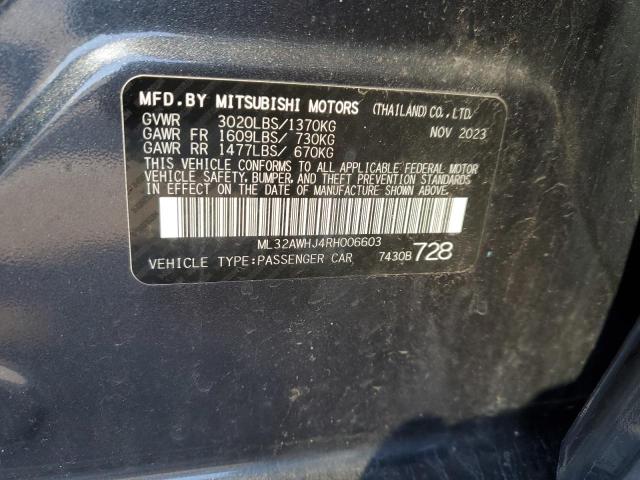 MFD.BY MITSUBISHI MOTORS (THAILAND) CO., LTD.
GVWR 3020LBS/1370KG NOV 2023
GAWR FR 1609LBS/ 730KG
GAWR RR 1477LBS/ 670KG
THIS VEHICLE CONFORMS TO ALL APPLICABLE FEDERAL MOTOR
VEHICLE SAFETY, BUMPER, AND THEFT PREVENTION STANDARDS
IN EFFECT ON THE DATE OF MANUFACTURE SHOWN ABOVE.
ML32AWHJ4RH006603
VEHICLE TYPE:PASSENGER CAR 7430B 728